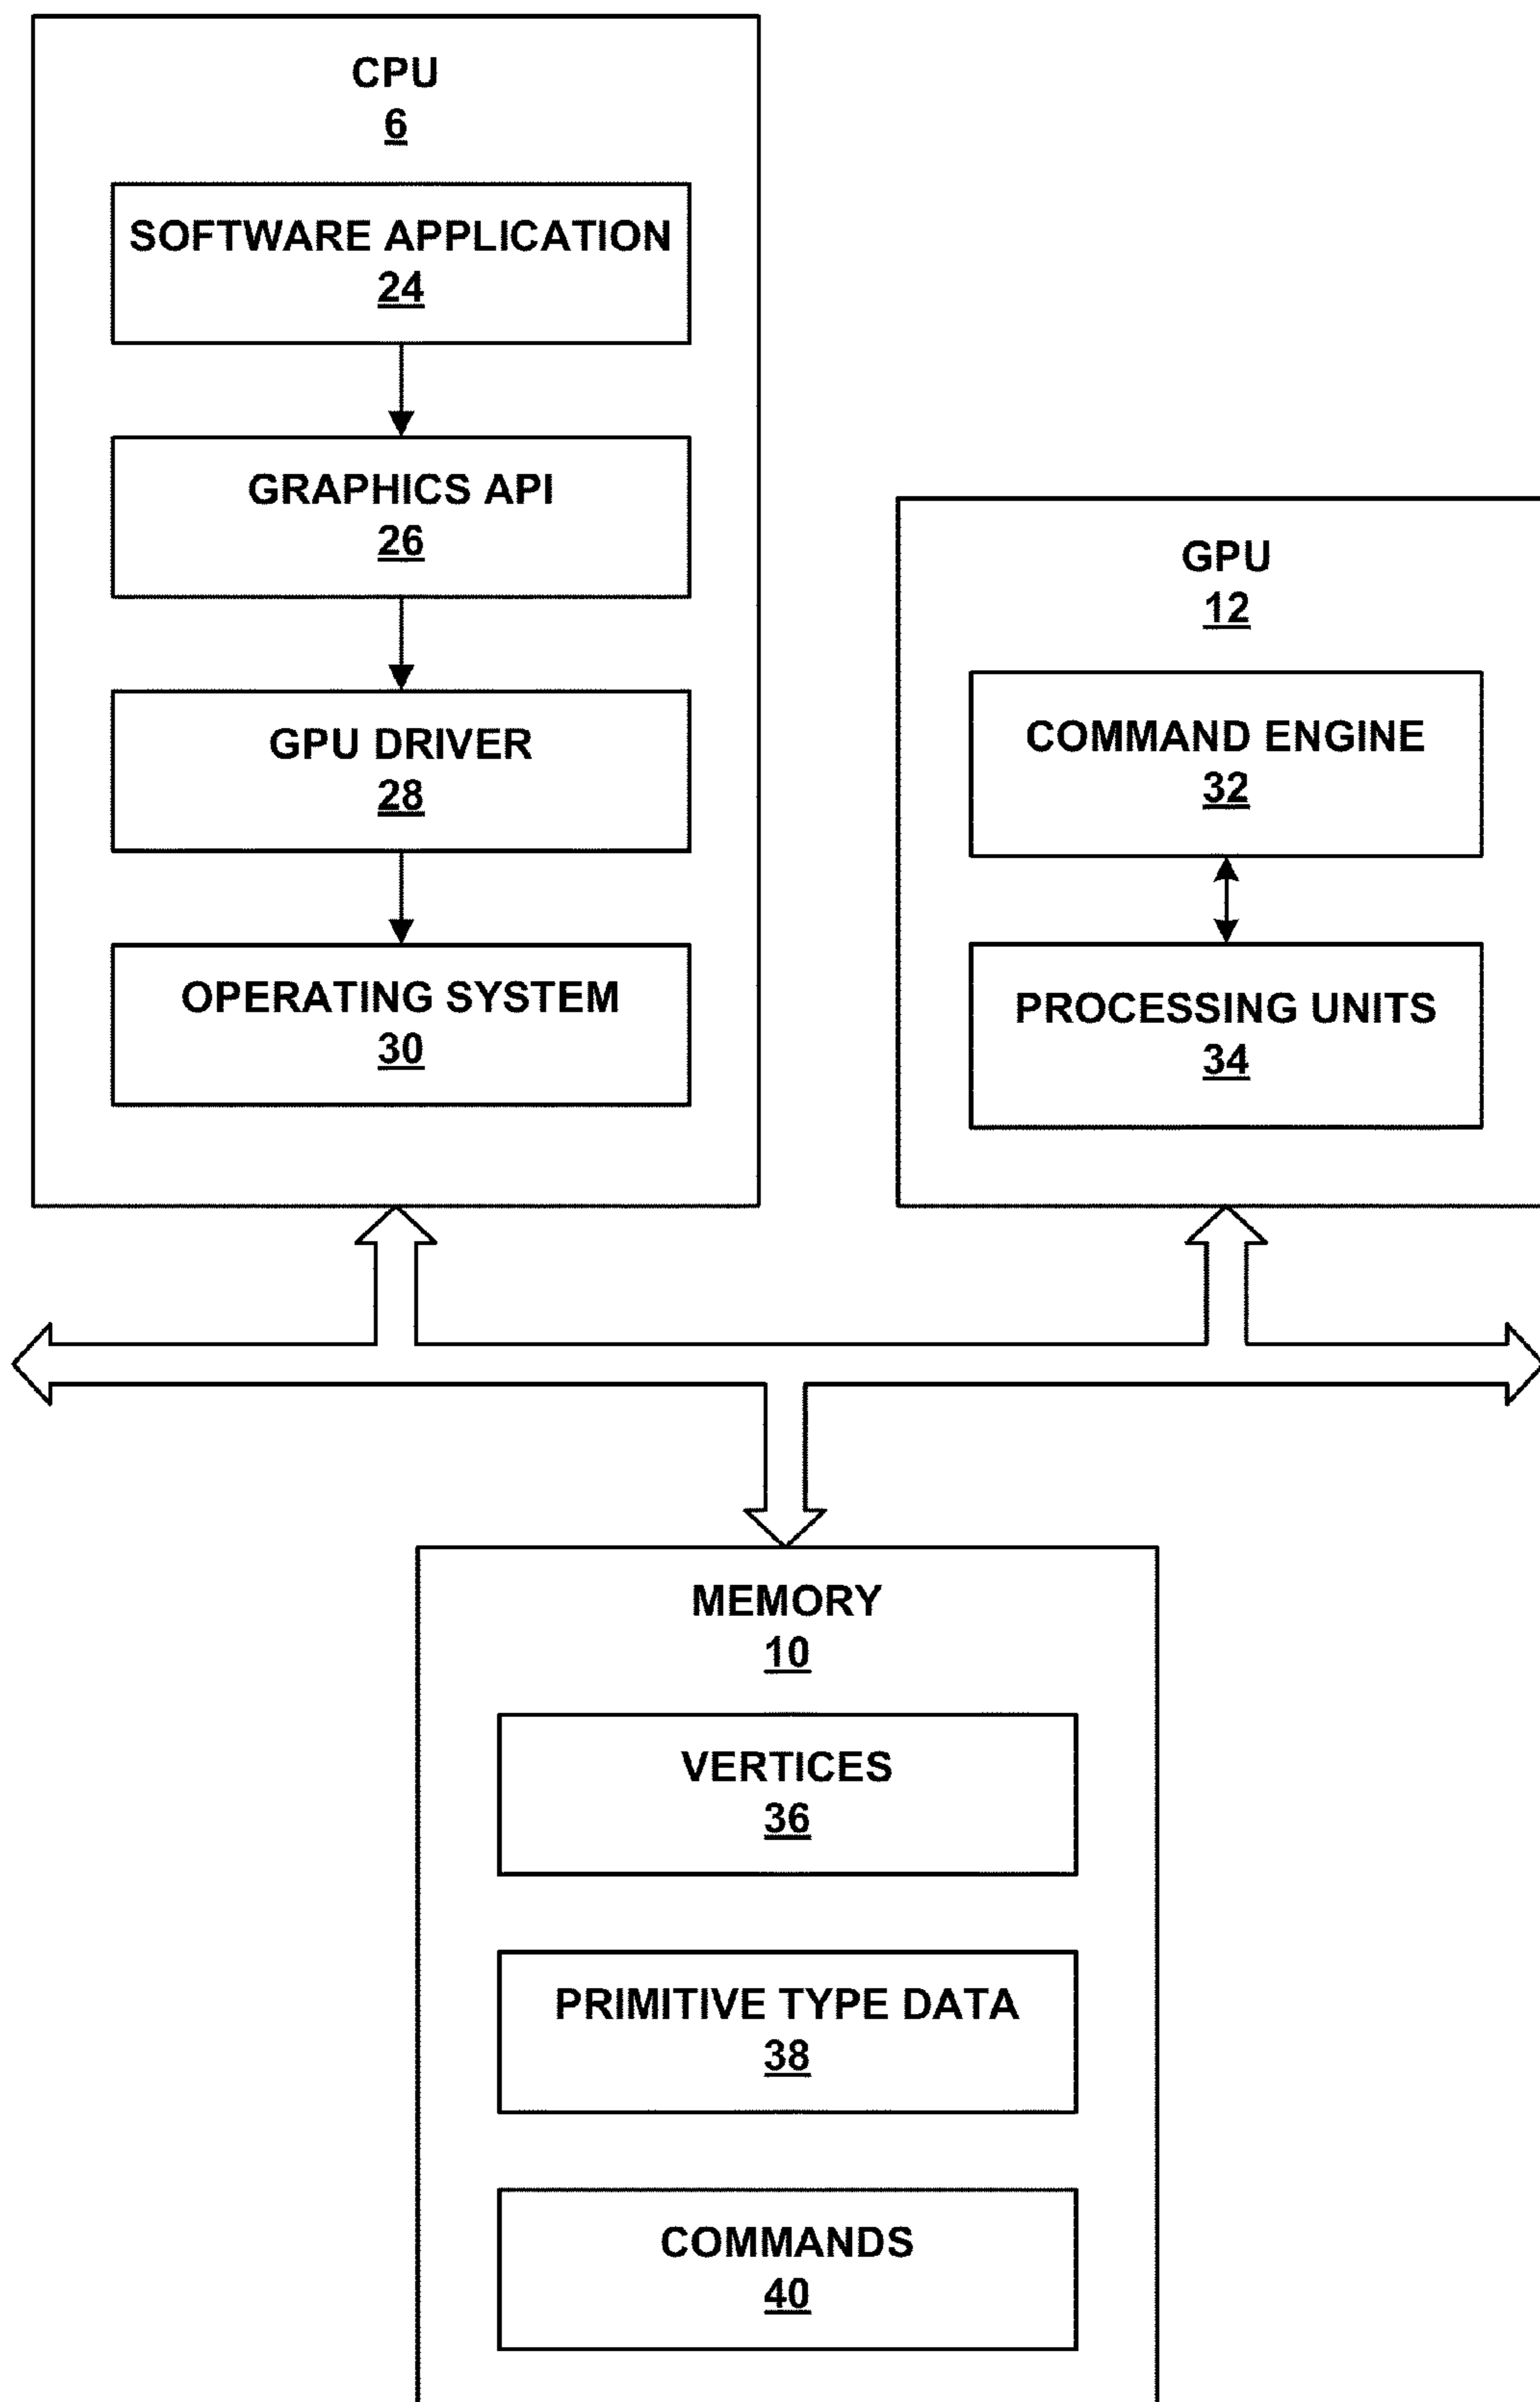 CPU
6
SOFTWARE APPLICATION
24
GRAPHICS API
26
GPU DRIVER
28
OPERATING SYSTEM
30
GPU
12
COMMAND ENGINE
32
PROCESSING UNITS
34
MEMORY
10
VERTICES
36
PRIMITIVE TYPE DATA
38
COMMANDS
40